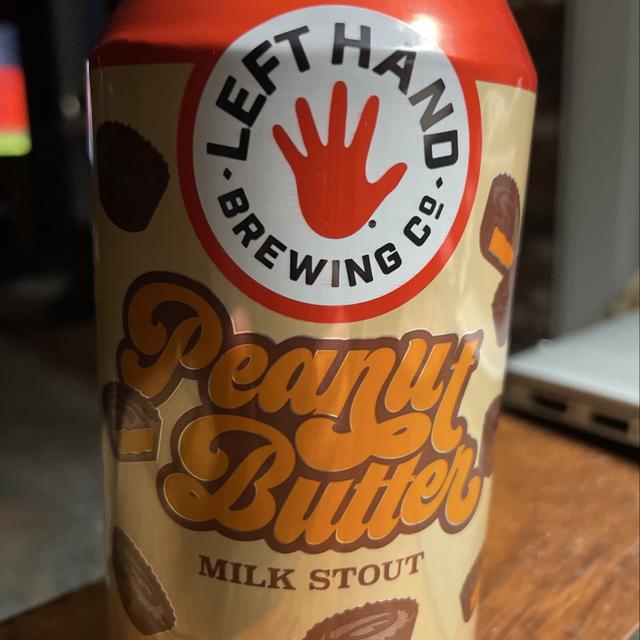 LEFT HAND
BREWING Co
Peanut
Butter
MILK STOUT